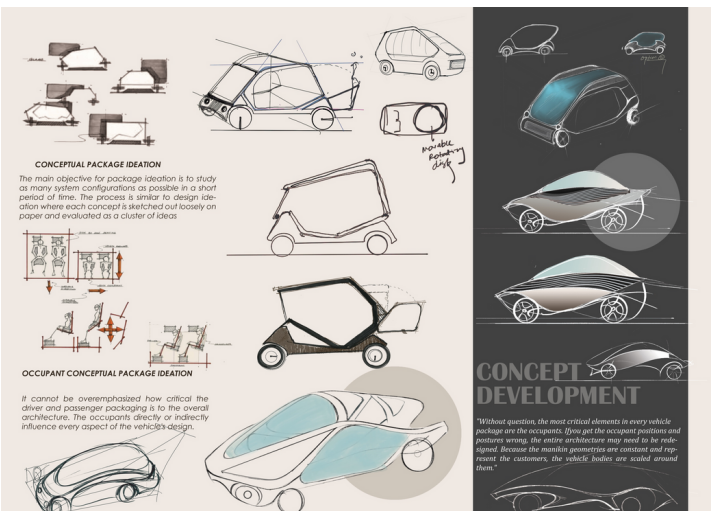 CONCEPTUAL PACKAGE IDEATION
The main objective for package ideation is to study
as many system configurations as possible in a short
period of time. The process is similar to design ide-
ation where each concept is sketched out loosely on
paper and evaluated as a cluster of ideas
OCCUPANT CONCEPTUAL PACKAGE IDEATION
It cannot be overemphasized how critical the
driver and passenger packaging is to the overall
architecture. The occupants directly or indirectly
influence every aspect of the vehicle's design.
Movable
Rotating
disk
CONCEPT
DEVELOPMENT
"Without question, the most critical elements in every vehicle
package are the occupants. Ifyou get the occupant positions and
postures wrong, the entire architecture may need to be rede-
signed. Because the manikin geometries are constant and rep-
resent the customers, the vehicle bodies are scaled around
them."